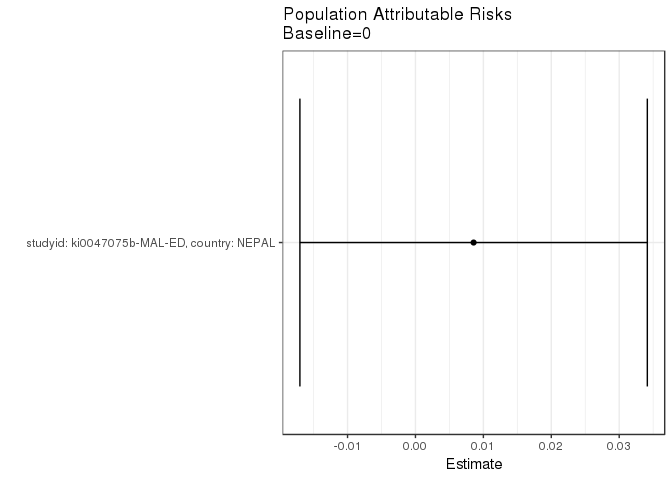 Population Attributable Risks
Baseline=0
studyid: ki0047075b-MAL-ED, country: NEPAL
-0.01 0.00 0.01 0.02 0.03
Estimate